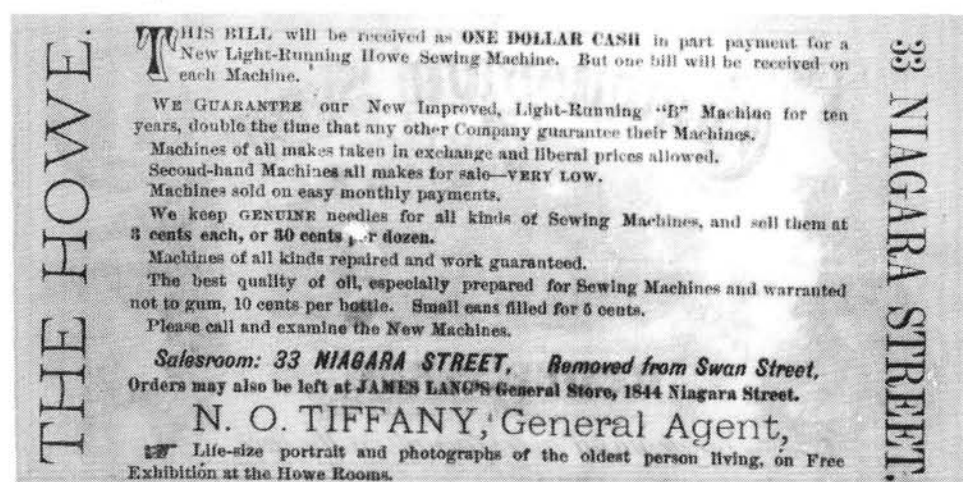 THE HOWE.
THIS BILL will be received as ONE DOLLAR CASH in part payment for a
New Light-Running Howe Sewing Machine. But one bill will be received on
each Machine.
WE GUARANTEE our New Improved, Light-Running "B" Machine for ten
years, double the time that any other Company guarantee their Machines.
Machines of all makes taken in exchange and liberal prices allowed.
Second-hand Machines all makes for sale—VERY LOW.
Machines sold on easy monthly payments.
We keep GENUINE needles for all kinds of Sewing Machines, and sell them at
3 cents each, or 30 cents per dozen.
Machines of all kinds repaired and work guaranteed.
The best quality of oil, especially prepared for Sewing Machines and warranted
not to gum, 10 cents per bottle. Small cans filled for 5 cents.
Please call and examine the New Machines.
Salesroom: 33 NIAGARA STREET, Removed from Swan Street,
Orders may also be left at JAMES LANG'S General Store, 1844 Niagara Street.
N. O. TIFFANY, General Agent,
☞ Life-size portrait and photographs of the oldest person living, on Free
Exhibition at the Howe Rooms.
33 NIAGARA STREET.